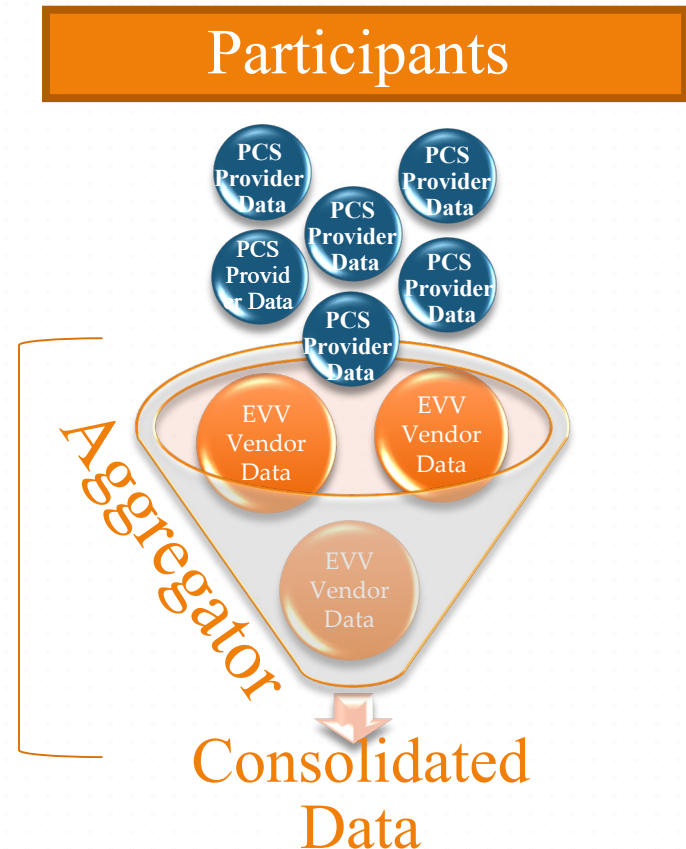 Participants
PCS
Provider
Data
PCS
Provider
Data
PCS
Provider
Data
PCS
Provid
er Data
PCS
Provider
Data
PCS
Provider
Data
EVV
Vendor
Data
EVV
Vendor
Data
Aggregator
EVV
Vendor
Data
Consolidated
Data